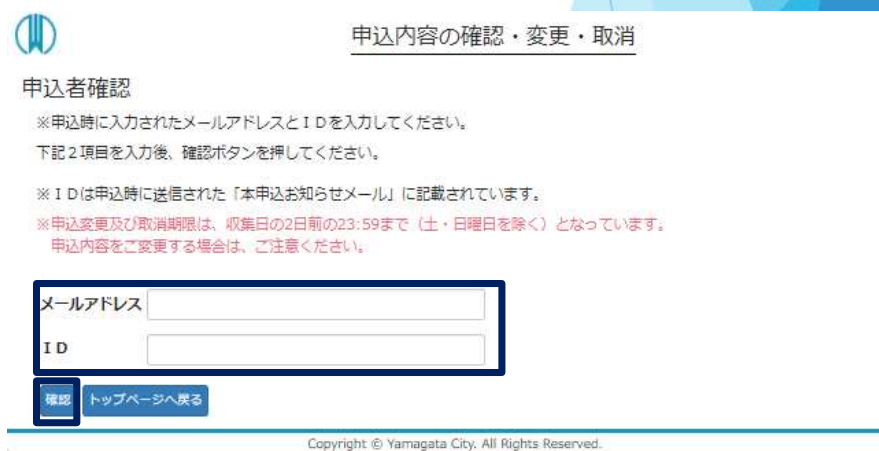 申込内容の確認・変更・取消
申込者確認
※申込時に入力されたメールアドレスとＩＤを入力してください。
下記２項目を入力後、確認ボタンを押してください。
※ＩＤは申込時に送信された「本申込お知らせメール」に記載されています。
※申込変更及び取消期限は、収集日の2日前の23:59まで（土・日曜日を除く）となっています。
申込内容をご変更する場合は、ご注意ください。
メールアドレス
ＩＤ
確認 トップページへ戻る
Copyright © Yamagata City. All Rights Reserved.